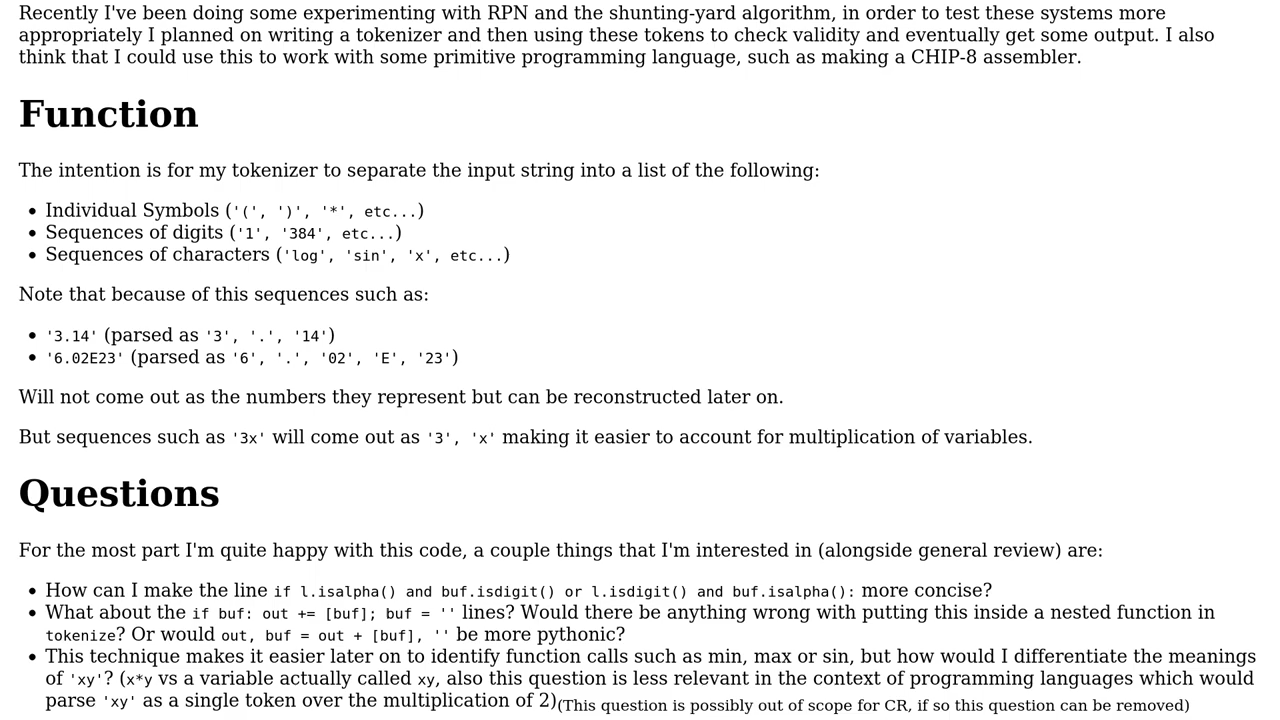 Recently I've been doing some experimenting with RPN and the shunting-yard algorithm, in order to test these systems more
appropriately I planned on writing a tokenizer and then using these tokens to check validity and eventually get some output. I also
think that I could use this to work with some primitive programming language, such as making a CHIP-8 assembler.
Function
The intention is for my tokenizer to separate the input string into a list of the following:
• Individual Symbols ('(', ')', '*', etc...)
• Sequences of digits ('1', '384', etc...)
• Sequences of characters ('log', 'sin', 'x', etc...)
Note that because of this sequences such as:
• '3.14' (parsed as '3', '.', '14')
• '6.02E23' (parsed as '6', '.', '02', 'E', '23')
Will not come out as the numbers they represent but can be reconstructed later on.
But sequences such as '3x' will come out as '3', 'x' making it easier to account for multiplication of variables.
Questions
For the most part I'm quite happy with this code, a couple things that I'm interested in (alongside general review) are:
• How can I make the line if l.isalpha() and buf.isdigit() or l.isdigit() and buf.isalpha(): more concise?
• What about the if buf: out += [buf]; buf = '' lines? Would there be anything wrong with putting this inside a nested function in
tokenize? Or would out, buf = out + [buf], '' be more pythonic?
• This technique makes it easier later on to identify function calls such as min, max or sin, but how would I differentiate the meanings
of 'xy'? (x*y vs a variable actually called xy, also this question is less relevant in the context of programming languages which would
parse 'xy' as a single token over the multiplication of 2)(This question is possibly out of scope for CR, if so this question can be removed)